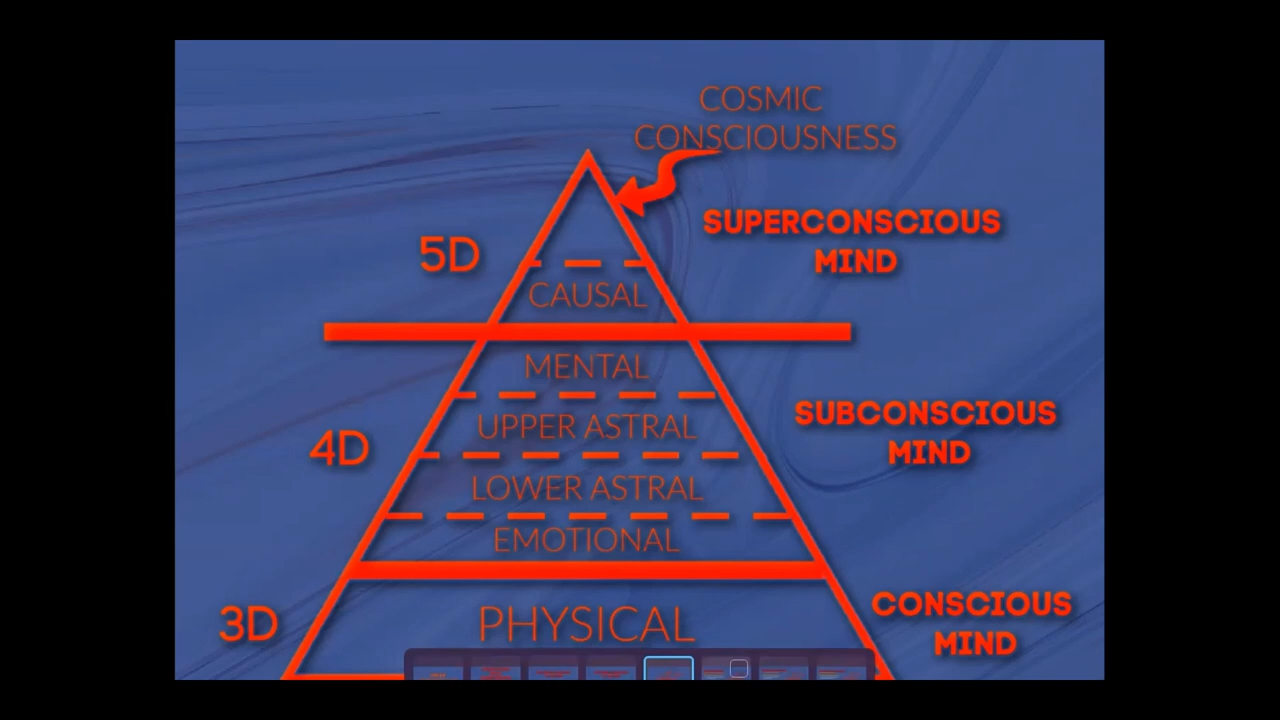 COSMIC
CONSCIOUSNESS
SUPERCONSCIOUS
MIND
5D
CAUSAL
MENTAL
UPPER ASTRAL
SUBCONSCIOUS
MIND
4D
LOWER ASTRAL
EMOTIONAL
CONSCIOUS
MIND
3D
PHYSICAL